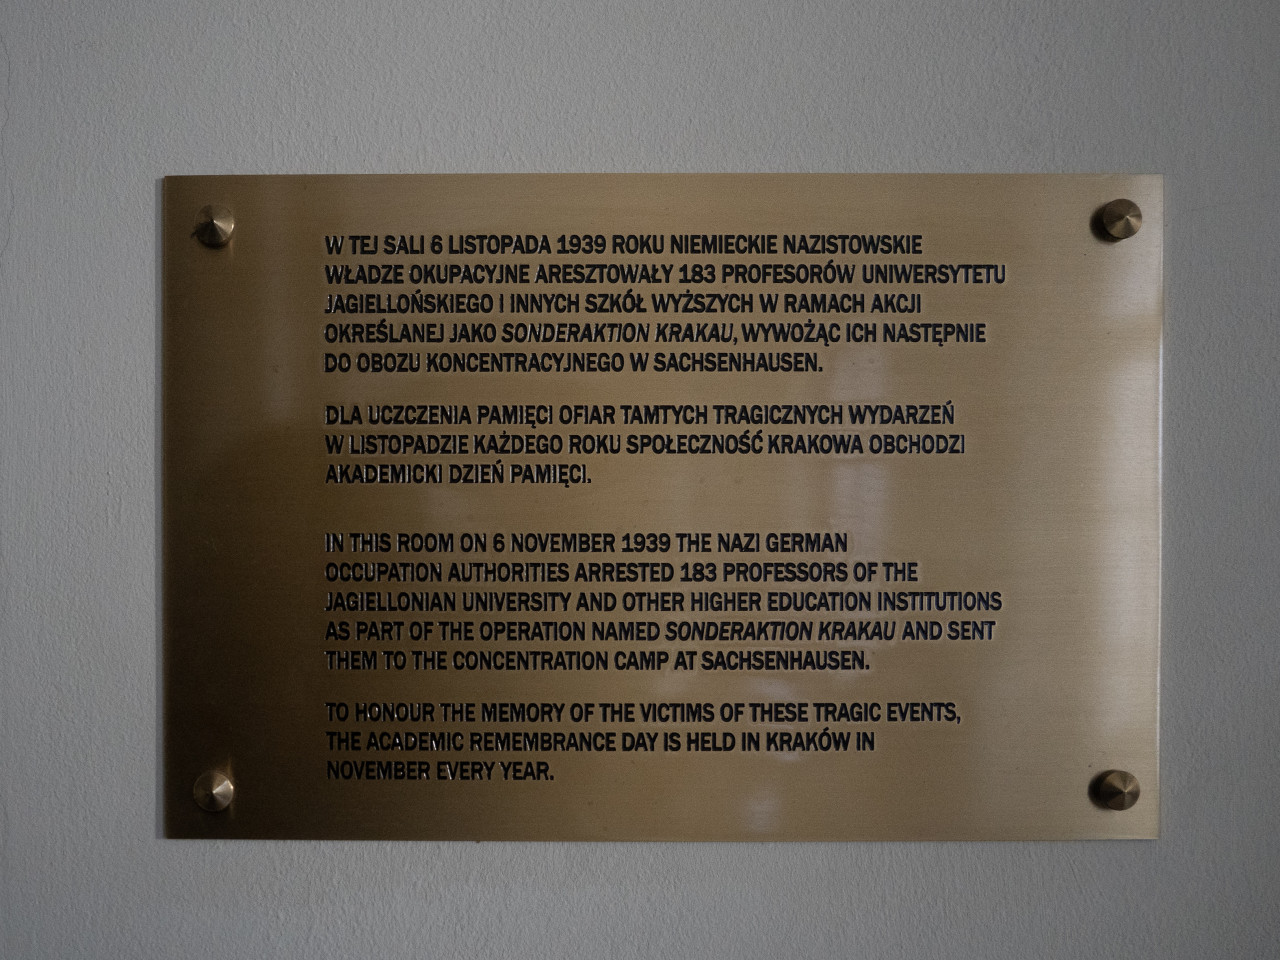 W TEJ SALI 6 LISTOPADA 1939 ROKU NIEMIECKIE NAZISTOWSKIE
WŁADZE OKUPACYJNE ARESZTOWAŁY 183 PROFESORÓW UNIWERSYTETU
JAGIELLOŃSKIEGO I INNYCH SZKÓŁ WYŻSZYCH W RAMACH AKCJI
OKREŚLANEJ JAKO SONDERAKTION KRAKAU, WYWOŻĄC ICH NASTĘPNIE
DO OBOZU KONCENTRACYJNEGO W SACHSENHAUSEN.
DLA UCZCZENIA PAMIĘCI OFIAR TAMTYCH TRAGICZNYCH WYDARZEŃ
W LISTOPADZIE KAŻDEGO ROKU SPOŁECZNOŚĆ KRAKOWA OBCHODZI
AKADEMICKI DZIEŃ PAMIĘCI.
IN THIS ROOM ON 6 NOVEMBER 1939 THE NAZI GERMAN
OCCUPATION AUTHORITIES ARRESTED 183 PROFESSORS OF THE
JAGIELLONIAN UNIVERSITY AND OTHER HIGHER EDUCATION INSTITUTIONS
AS PART OF THE OPERATION NAMED SONDERAKTION KRAKAU AND SENT
THEM TO THE CONCENTRATION CAMP AT SACHSENHAUSEN.
TO HONOUR THE MEMORY OF THE VICTIMS OF THESE TRAGIC EVENTS,
THE ACADEMIC REMEMBRANCE DAY IS HELD IN KRAKÓW IN
NOVEMBER EVERY YEAR.